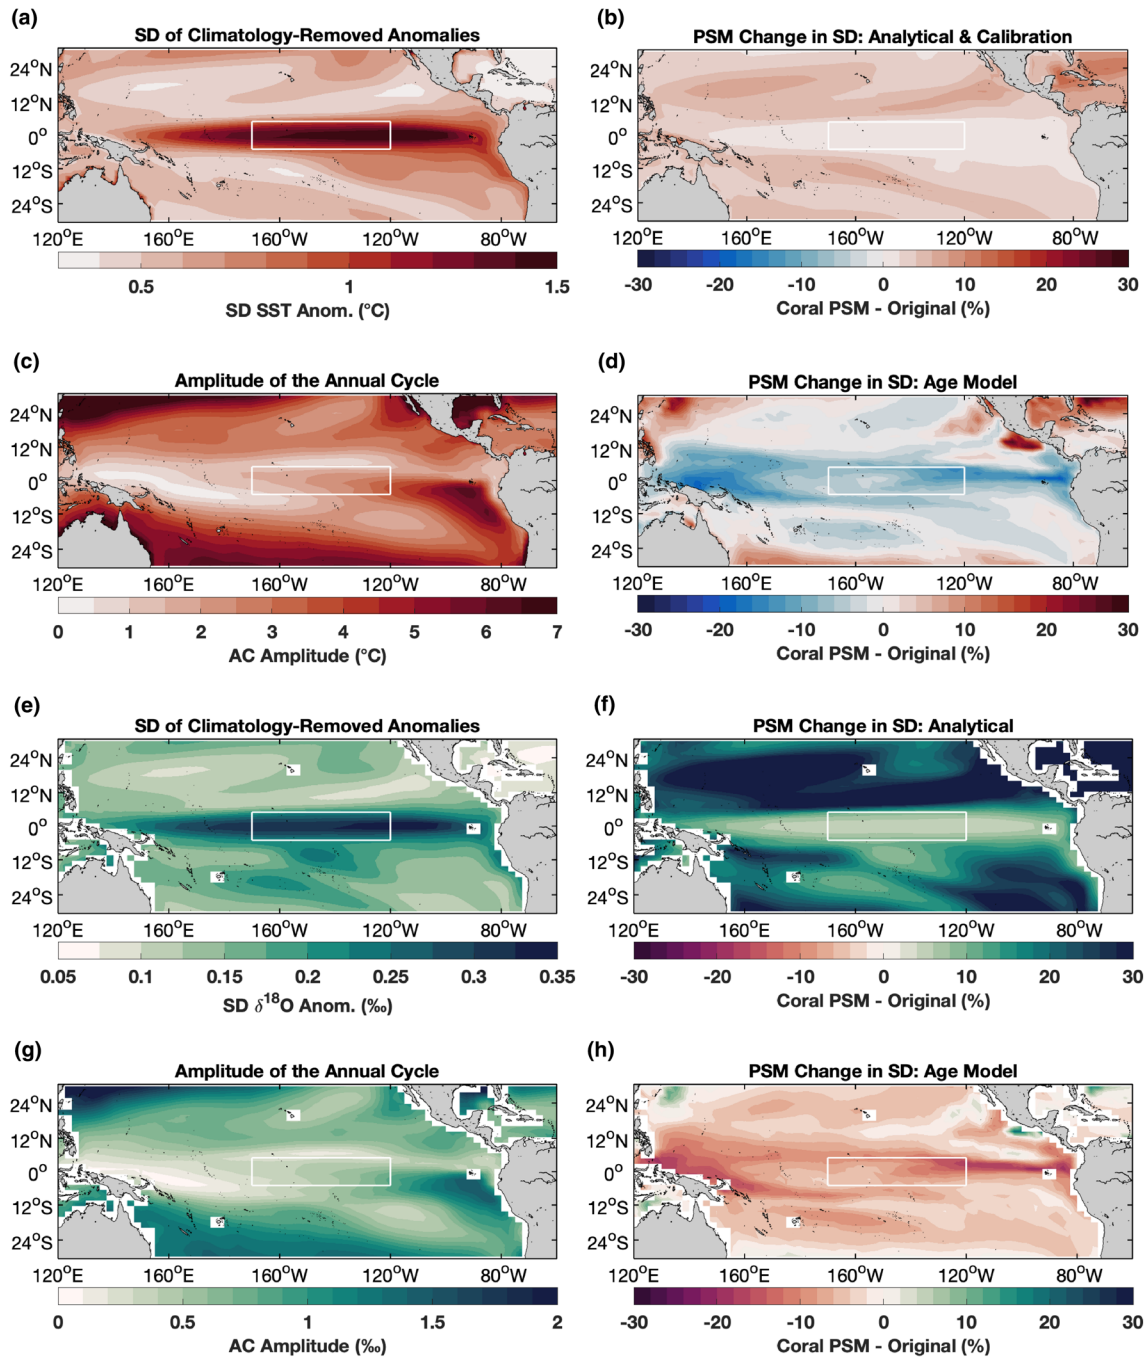 (a)
SD of Climatology-Removed Anomalies
24°N
12°N
0°
12°S
24°S
120°E 160°E 160°W 120°W 80°W
0.5 1 1.5
SD SST Anom. (°C)
(b)
PSM Change in SD: Analytical & Calibration
24°N
12°N
0°
12°S
24°S
120°E 160°E 160°W 120°W 80°W
-30 -20 -10 0 10 20 30
Coral PSM - Original (%)
(c)
Amplitude of the Annual Cycle
24°N
12°N
0°
12°S
24°S
120°E 160°E 160°W 120°W 80°W
0 1 2 3 4 5 6 7
AC Amplitude (°C)
(d)
PSM Change in SD: Age Model
24°N
12°N
0°
12°S
24°S
120°E 160°E 160°W 120°W 80°W
-30 -20 -10 0 10 20 30
Coral PSM - Original (%)
(e)
SD of Climatology-Removed Anomalies
24°N
12°N
0°
12°S
24°S
120°E 160°E 160°W 120°W 80°W
0.05 0.1 0.15 0.2 0.25 0.3 0.35
SD δ¹⁸O Anom. (‰)
(f)
PSM Change in SD: Analytical
24°N
12°N
0°
12°S
24°S
120°E 160°E 160°W 120°W 80°W
-30 -20 -10 0 10 20 30
Coral PSM - Original (%)
(g)
Amplitude of the Annual Cycle
24°N
12°N
0°
12°S
24°S
120°E 160°E 160°W 120°W 80°W
0 0.5 1 1.5 2
AC Amplitude (‰)
(h)
PSM Change in SD: Age Model
24°N
12°N
0°
12°S
24°S
120°E 160°E 160°W 120°W 80°W
-30 -20 -10 0 10 20 30
Coral PSM - Original (%)